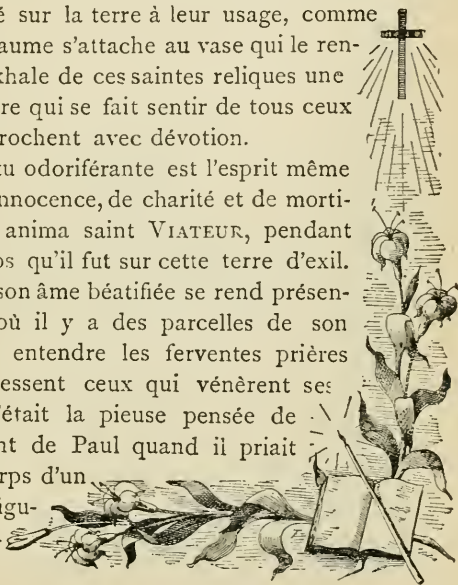 é sur la terre à leur usage, comme
aume s'attache au vase qui le ren-
xhale de ces saintes reliques une
re qui se fait sentir de tous ceux
rochent avec dévotion.
tu odoriférante est l'esprit même
nnocence, de charité et de morti-
anima saint VIATEUR, pendant
ps qu'il fut sur cette terre d'exil.
son âme béatifiée se rend présen-
où il y a des parcelles de son
entendre les ferventes prières
essent ceux qui vénèrent ses
'était la pieuse pensée de
nt de Paul quand il priait
rps d'un
igu-